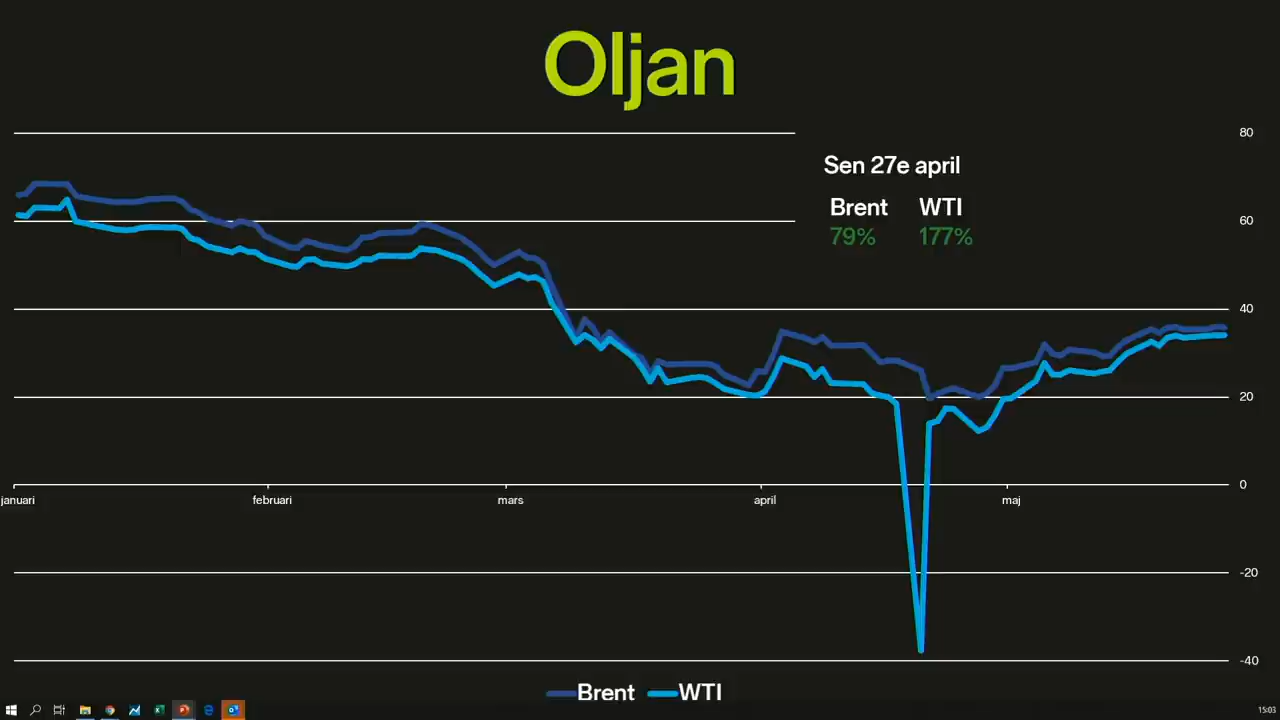 Oljan
80
Sen 27e april
Brent WTI
79% 177%
60
40
20
0
januari februari mars april maj
-20
-40
Brent WTI
15:03